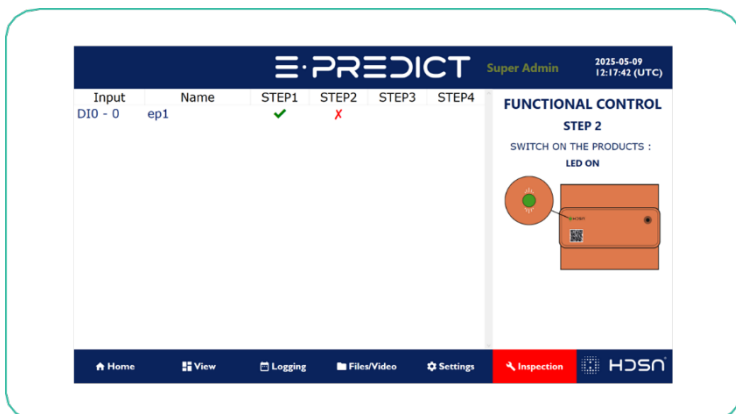 E·PREDICT
Super Admin
2025-05-09
12:17:42 (UTC)
Input Name STEP1 STEP2 STEP3 STEP4
DI0 - 0 ep1 ✔ ✗
FUNCTIONAL CONTROL
STEP 2
SWITCH ON THE PRODUCTS :
LED ON
Home View Logging Files/Video Settings Inspection HDSN